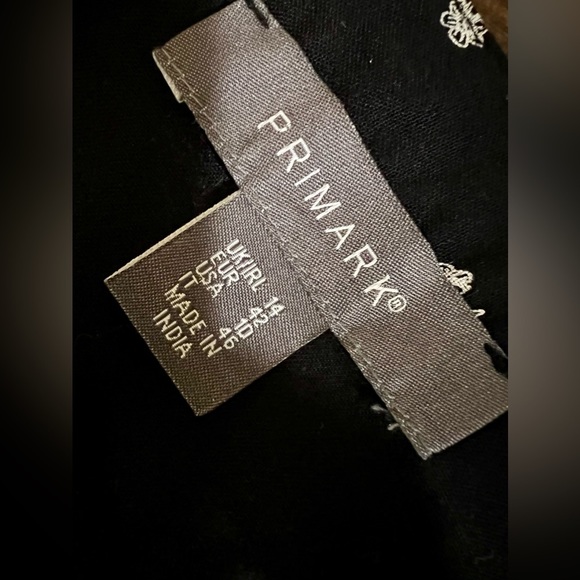 PRIMARK®
UK/IRL 14
EUR 42
USA 10
IT 46
MADE IN
INDIA